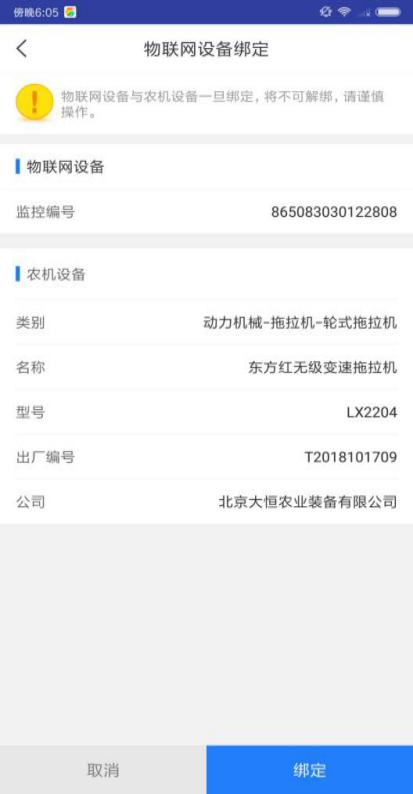 傍晚6:05
物联网设备绑定
物联网设备与农机设备一旦绑定，将不可解绑，请谨慎
操作。
物联网设备
监控编号 865083030122808
农机设备
类别 动力机械-拖拉机-轮式拖拉机
名称 东方红无级变速拖拉机
型号 LX2204
出厂编号 T2018101709
公司 北京大恒农业装备有限公司
取消 绑定